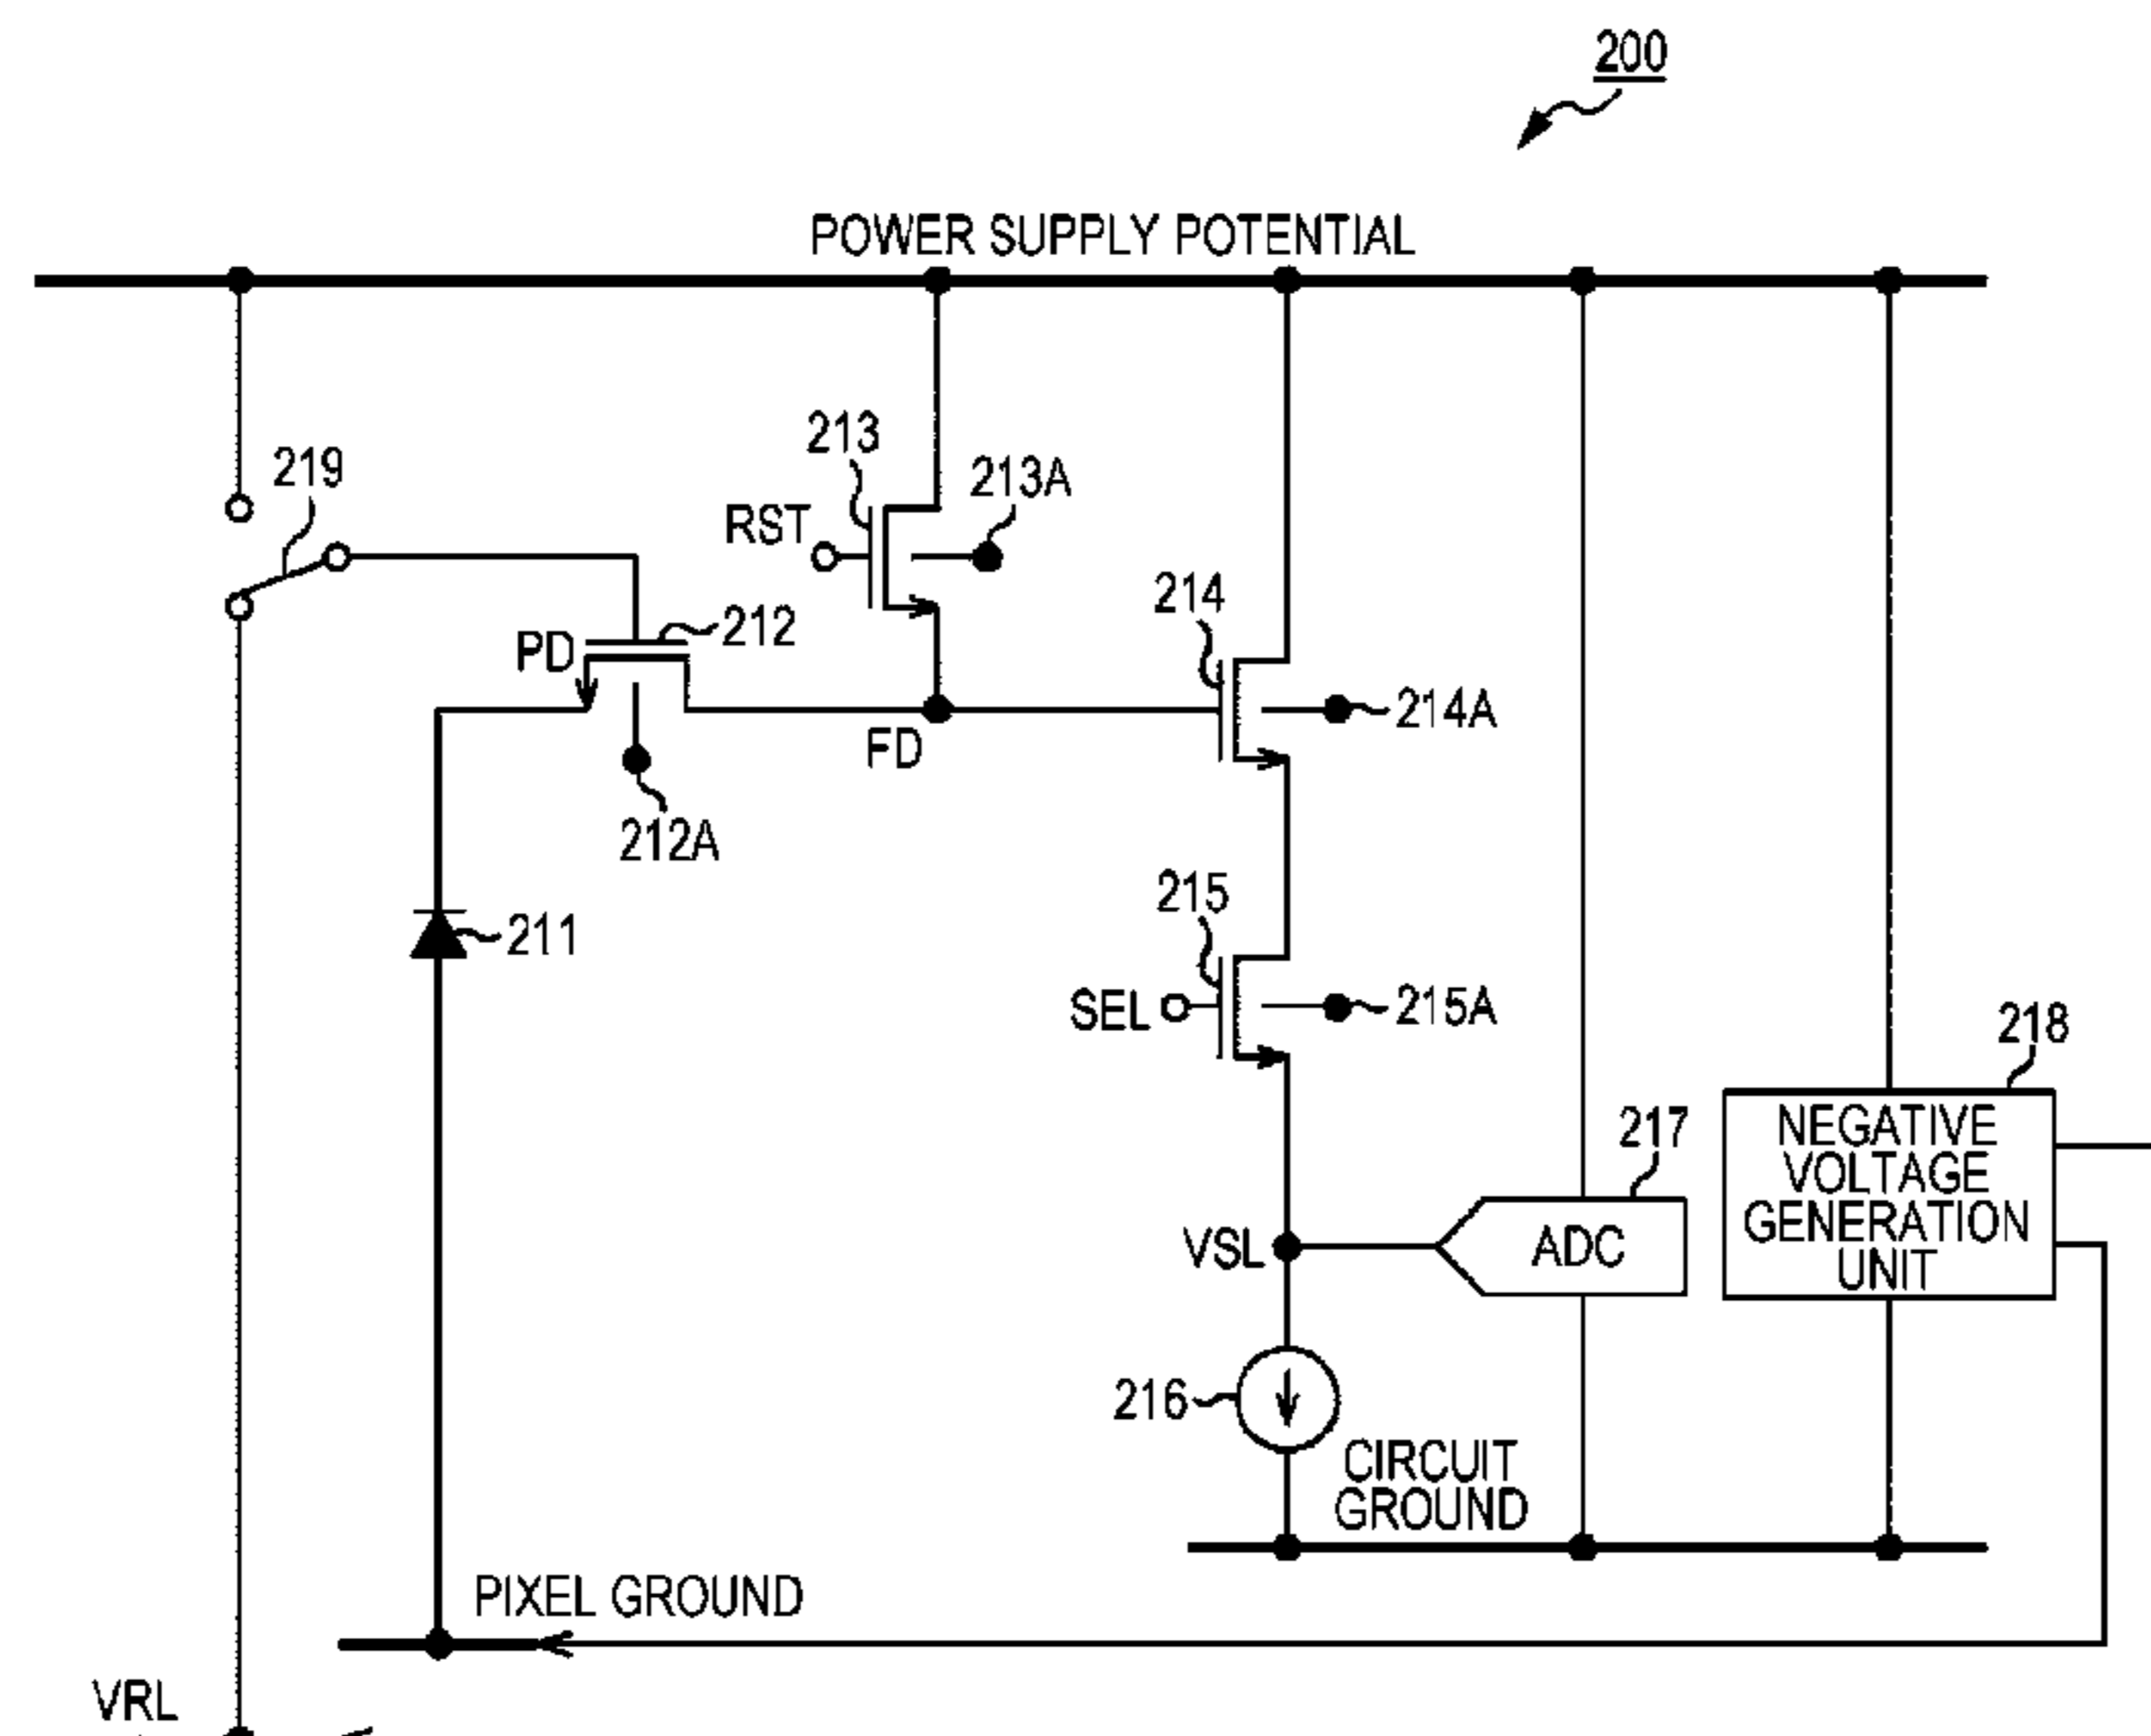 200
POWER SUPPLY POTENTIAL
213
219
213A
RST
214
212
PD
214A
FD
212A
215
211
SEL
215A
218
217
NEGATIVE
VOLTAGE
GENERATION
UNIT
VSL
ADC
216
CIRCUIT
GROUND
PIXEL GROUND
VRL